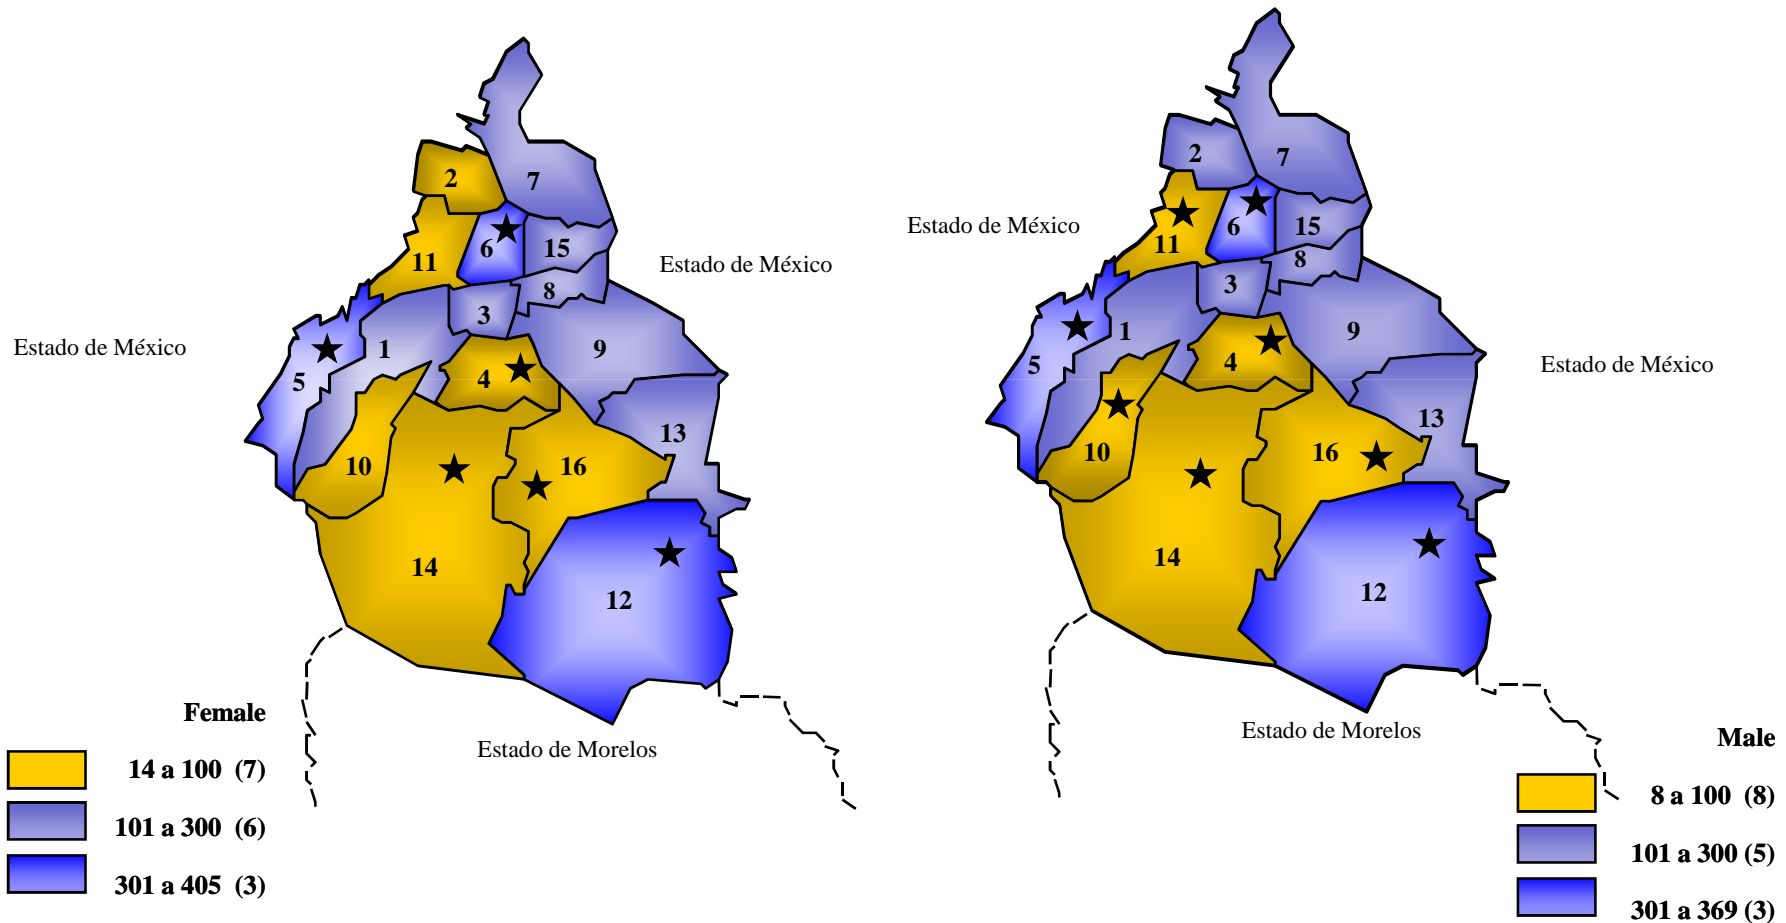 2
7
6
15
11
8
3
1
9
5
4
13
10
16
14
12
Estado de México
Estado de México
Estado de Morelos
Female
14 a 100 (7)
101 a 300 (6)
301 a 405 (3)
2
7
6
15
11
8
3
1
9
5
4
13
10
16
14
12
Estado de México
Estado de México
Estado de Morelos
Male
8 a 100 (8)
101 a 300 (5)
301 a 369 (3)